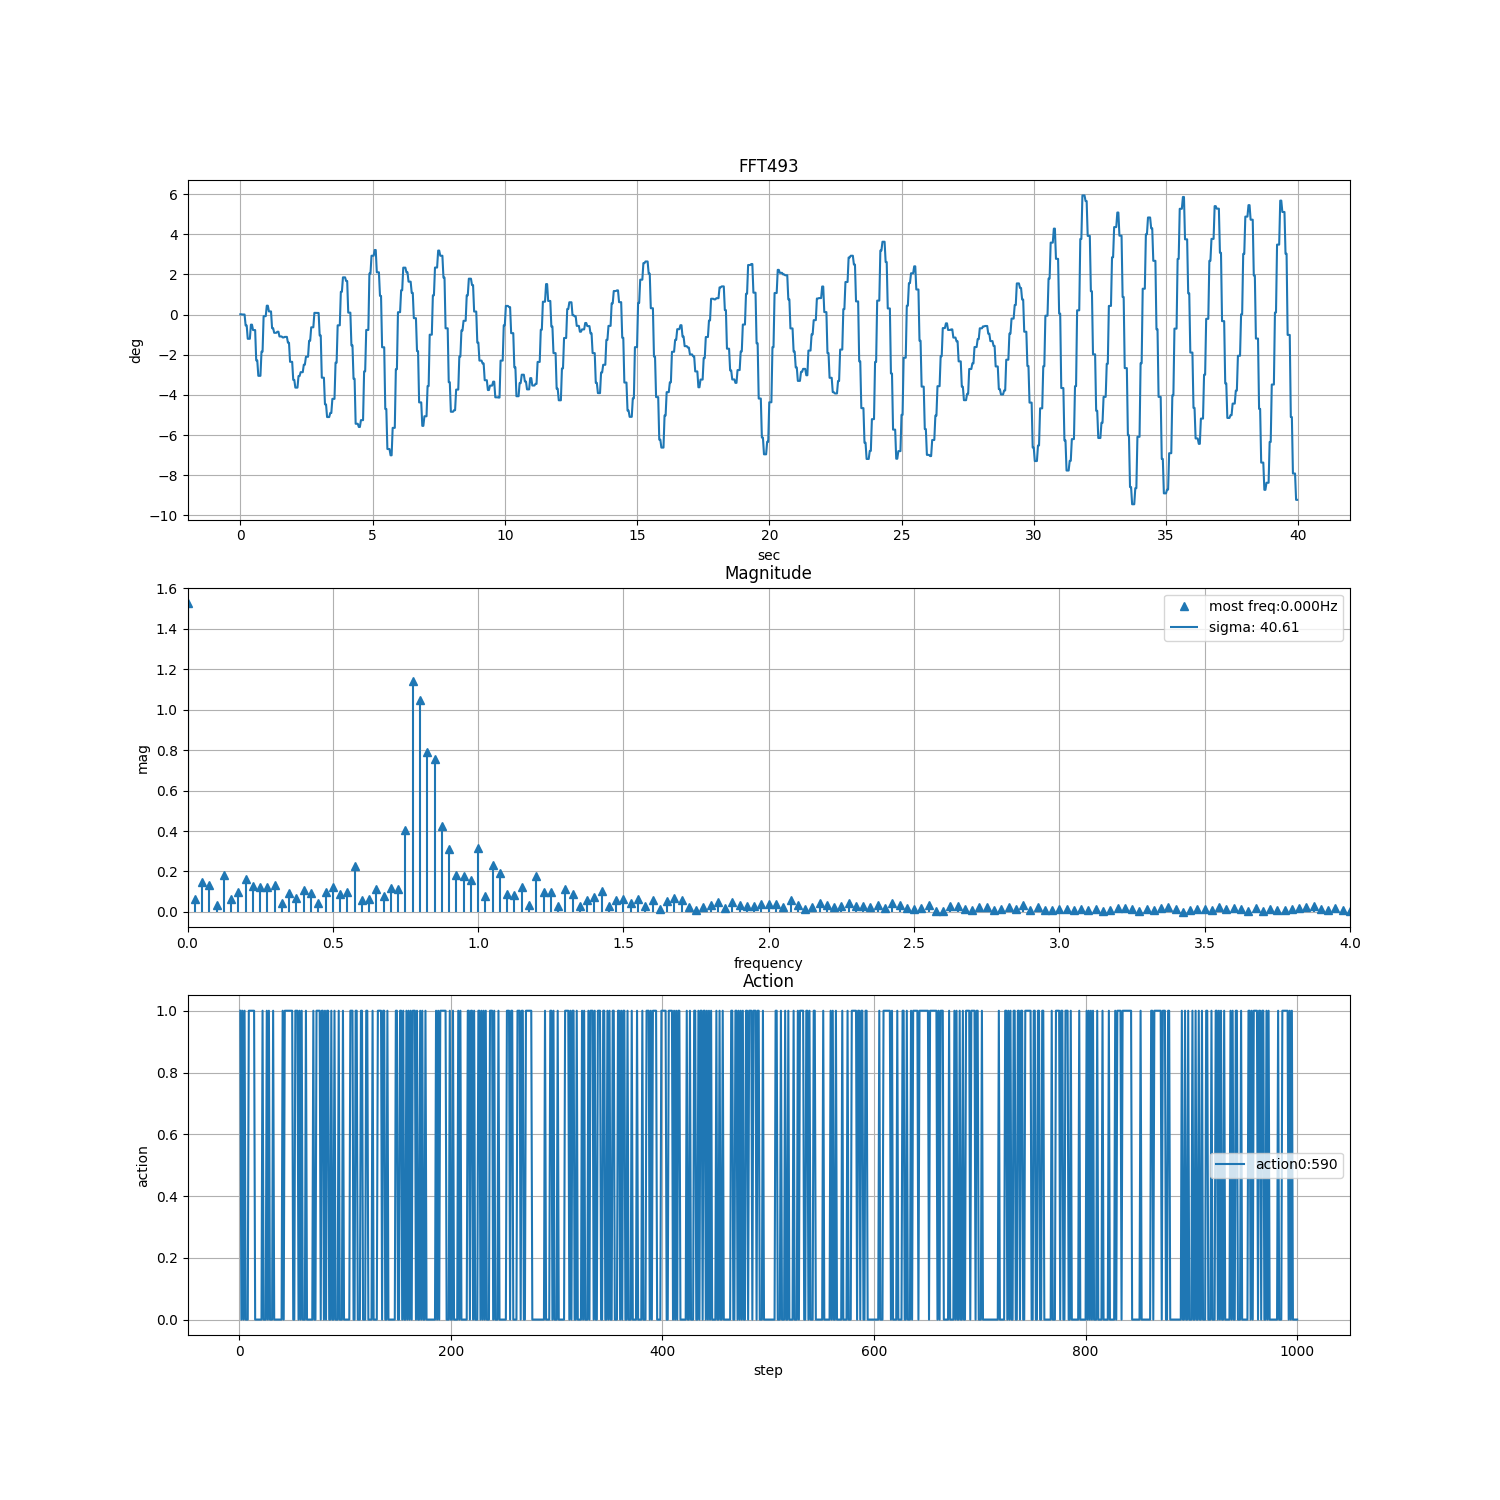 FFT493
6
4
2
0
−2
−4
−6
−8
−10
deg
0 5 10 15 20 25 30 35 40
sec
Magnitude
1.6
1.4
1.2
1.0
0.8
0.6
0.4
0.2
0.0
mag
most freq:0.000Hz
sigma: 40.61
0.0 0.5 1.0 1.5 2.0 2.5 3.0 3.5 4.0
frequency
Action
1.0
0.8
0.6
0.4
0.2
0.0
action
action0:590
0 200 400 600 800 1000
step